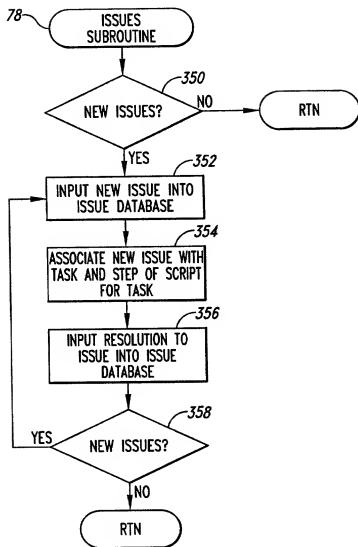 78
ISSUES
SUBROUTINE
350
NEW ISSUES?
NO
RTN
YES
352
INPUT NEW ISSUE INTO
ISSUE DATABASE
354
ASSOCIATE NEW ISSUE WITH
TASK AND STEP OF SCRIPT
FOR TASK
356
INPUT RESOLUTION TO
ISSUE INTO ISSUE
DATABASE
358
YES
NEW ISSUES?
NO
RTN